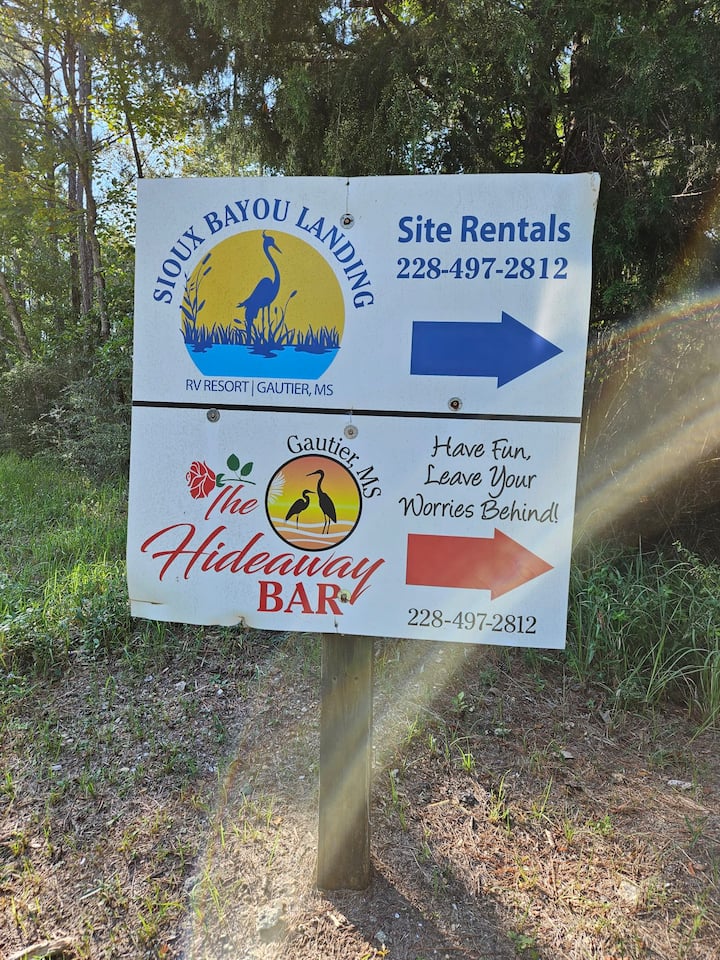 SIOUX BAYOU LANDING
RV RESORT | GAUTIER, MS
Site Rentals
228-497-2812
Gautier, MS
The
Hideaway
BAR
Have Fun,
Leave Your
Worries Behind!
228-497-2812